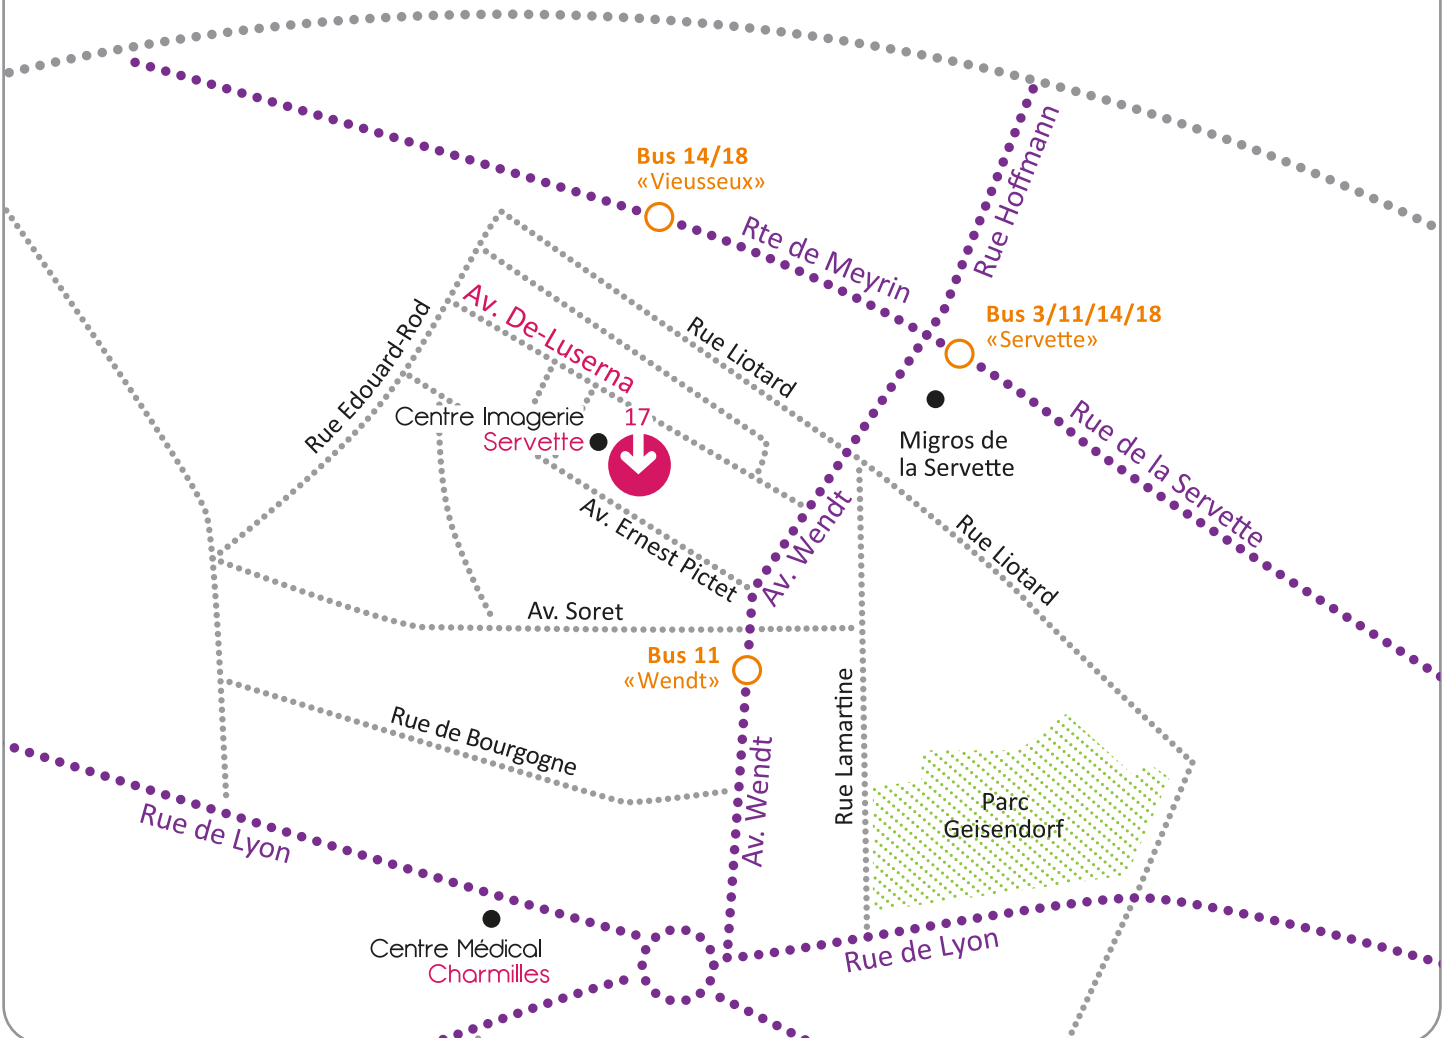 Bus 14/18
«Vieusseux»
Rue Hoffmann
Rte de Meyrin
Av. De-Luserna
Rue Edouard-Rod
Rue Liotard
Bus 3/11/14/18
«Servette»
Centre Imagerie
Servette
17
Migros de
la Servette
Rue de la Servette
Av. Ernest Pictet
Av. Wendt
Rue Liotard
Av. Soret
Bus 11
«Wendt»
Rue de Bourgogne
Rue Lamartine
Av. Wendt
Parc
Geisendorf
Rue de Lyon
Centre Médical
Charmilles
Rue de Lyon